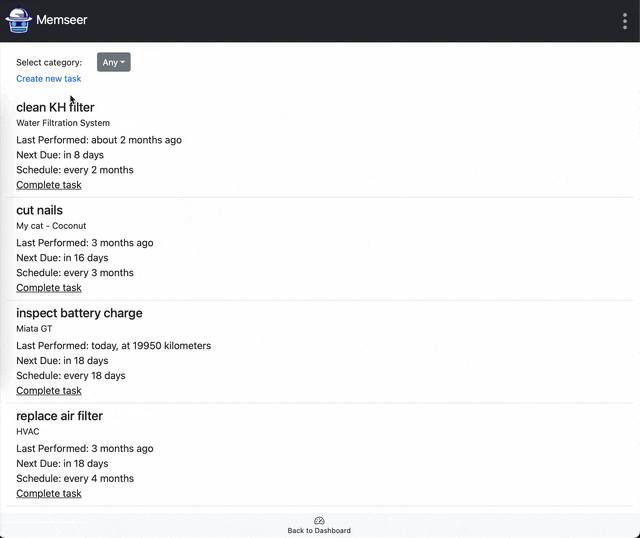 Memseer
Select category: Any
Create new task
clean KH filter
Water Filtration System
Last Performed: about 2 months ago
Next Due: in 8 days
Schedule: every 2 months
Complete task
cut nails
My cat - Coconut
Last Performed: 3 months ago
Next Due: in 16 days
Schedule: every 3 months
Complete task
inspect battery charge
Miata GT
Last Performed: today, at 19950 kilometers
Next Due: in 18 days
Schedule: every 18 days
Complete task
replace air filter
HVAC
Last Performed: 3 months ago
Next Due: in 18 days
Schedule: every 4 months
Complete task
Back to Dashboard